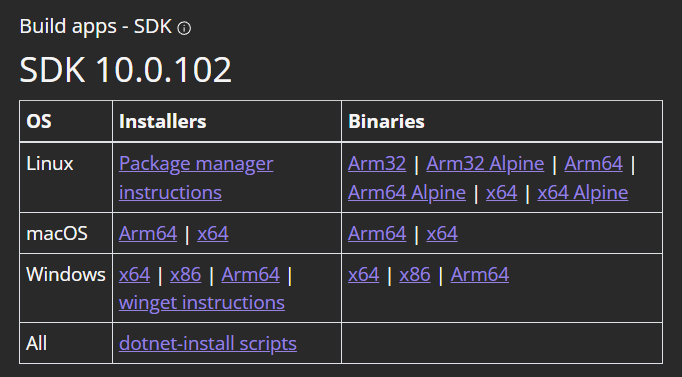 Build apps - SDK
SDK 10.0.102
OS Installers Binaries
Linux Package manager instructions Arm32 | Arm32 Alpine | Arm64 | Arm64 Alpine | x64 | x64 Alpine
macOS Arm64 | x64 Arm64 | x64
Windows x64 | x86 | Arm64 | winget instructions x64 | x86 | Arm64
All dotnet-install scripts